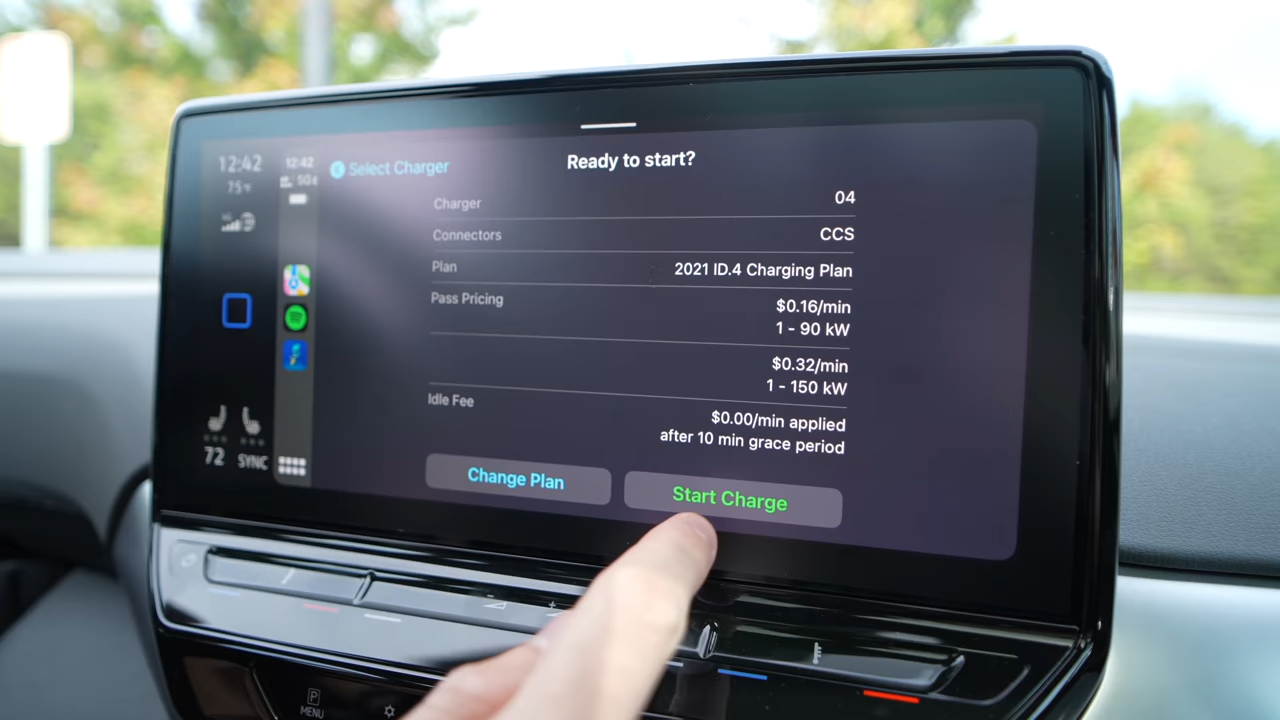 12:42
75°F
12:42
5G
Select Charger
Ready to start?
Charger 04
Connectors CCS
Plan 2021 ID.4 Charging Plan
Pass Pricing $0.16/min
1 - 90 kW
$0.32/min
1 - 150 kW
Idle Fee $0.00/min applied
after 10 min grace period
72 SYNC
Change Plan Start Charge
P
MENU